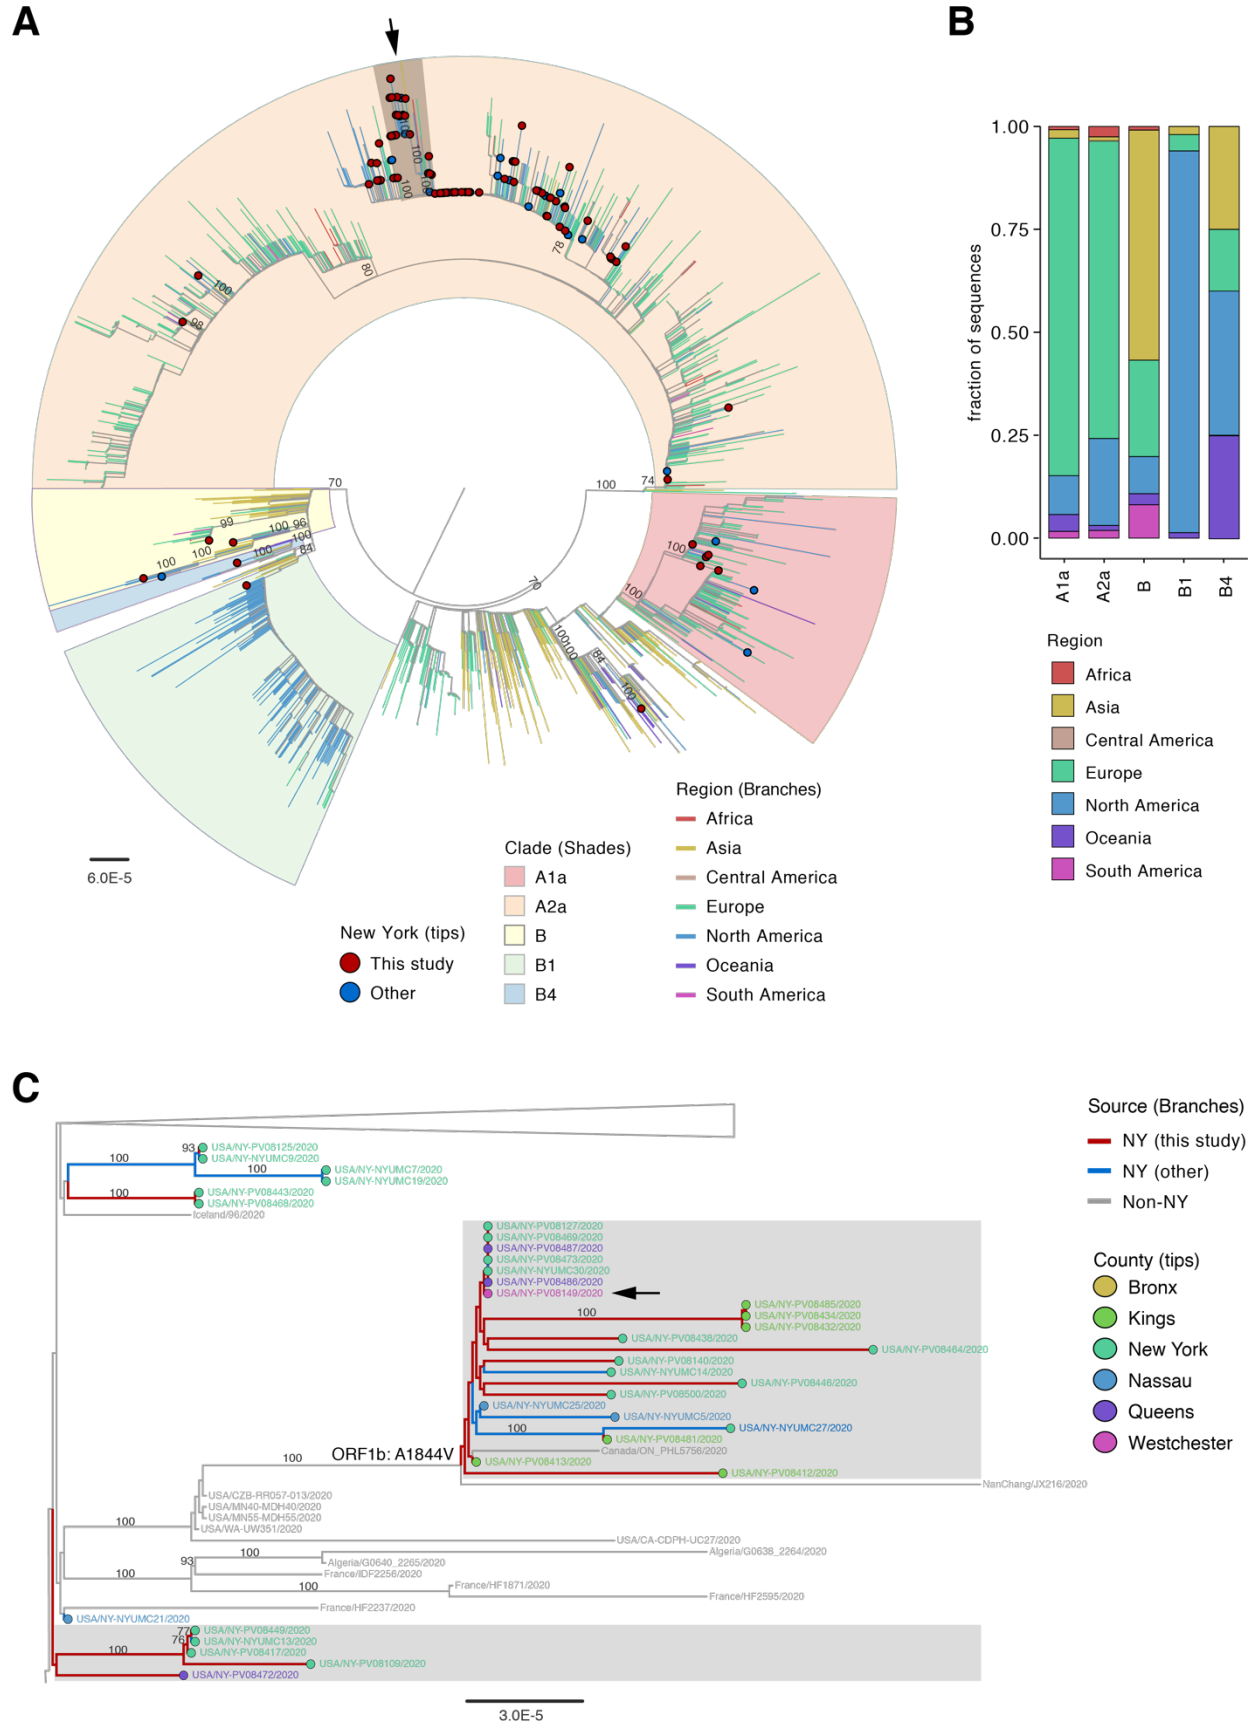 A
B
100
100
100
100
78
80
100
98
70
100
74
99
100
96
100
100
100
100
84
70
100
100
100
100
84
100
6.0E-5
New York (tips)
This study
Other
Clade (Shades)
A1a
A2a
B
B1
B4
Region (Branches)
Africa
Asia
Central America
Europe
North America
Oceania
South America
fraction of sequences
1.00
0.75
0.50
0.25
0.00
A1a
A2a
B
B1
B4
Region
Africa
Asia
Central America
Europe
North America
Oceania
South America
C
93
100
100
100
USA/NY-PV08125/2020
USA/NY-NYUMC9/2020
USA/NY-NYUMC7/2020
USA/NY-NYUMC19/2020
USA/NY-PV08443/2020
USA/NY-PV08468/2020
Iceland/96/2020
USA/NY-PV08127/2020
USA/NY-PV08469/2020
USA/NY-PV08487/2020
USA/NY-PV08473/2020
USA/NY-NYUMC30/2020
USA/NY-PV08486/2020
USA/NY-PV08149/2020
100
USA/NY-PV08485/2020
USA/NY-PV08434/2020
USA/NY-PV08432/2020
USA/NY-PV08438/2020
USA/NY-PV08464/2020
USA/NY-PV08140/2020
USA/NY-NYUMC14/2020
USA/NY-PV08446/2020
USA/NY-PV08500/2020
USA/NY-NYUMC25/2020
USA/NY-NYUMC5/2020
100
USA/NY-NYUMC27/2020
USA/NY-PV08481/2020
Canada/ON_PHL5756/2020
100
ORF1b: A1844V
USA/NY-PV08413/2020
USA/NY-PV08412/2020
NanChang/JX216/2020
USA/CZB-RR057-013/2020
USA/MN40-MDH40/2020
USA/MN55-MDH55/2020
USA/WA-UW351/2020
100
USA/CA-CDPH-UC27/2020
100
Algeria/G0638_2264/2020
93
Algeria/G0640_2265/2020
France/IDF2256/2020
100
100
France/HF1871/2020
France/HF2595/2020
France/HF2237/2020
USA/NY-NYUMC21/2020
77
USA/NY-PV08449/2020
76
USA/NY-NYUMC13/2020
100
USA/NY-PV08417/2020
USA/NY-PV08109/2020
USA/NY-PV08472/2020
3.0E-5
Source (Branches)
NY (this study)
NY (other)
Non-NY
County (tips)
Bronx
Kings
New York
Nassau
Queens
Westchester